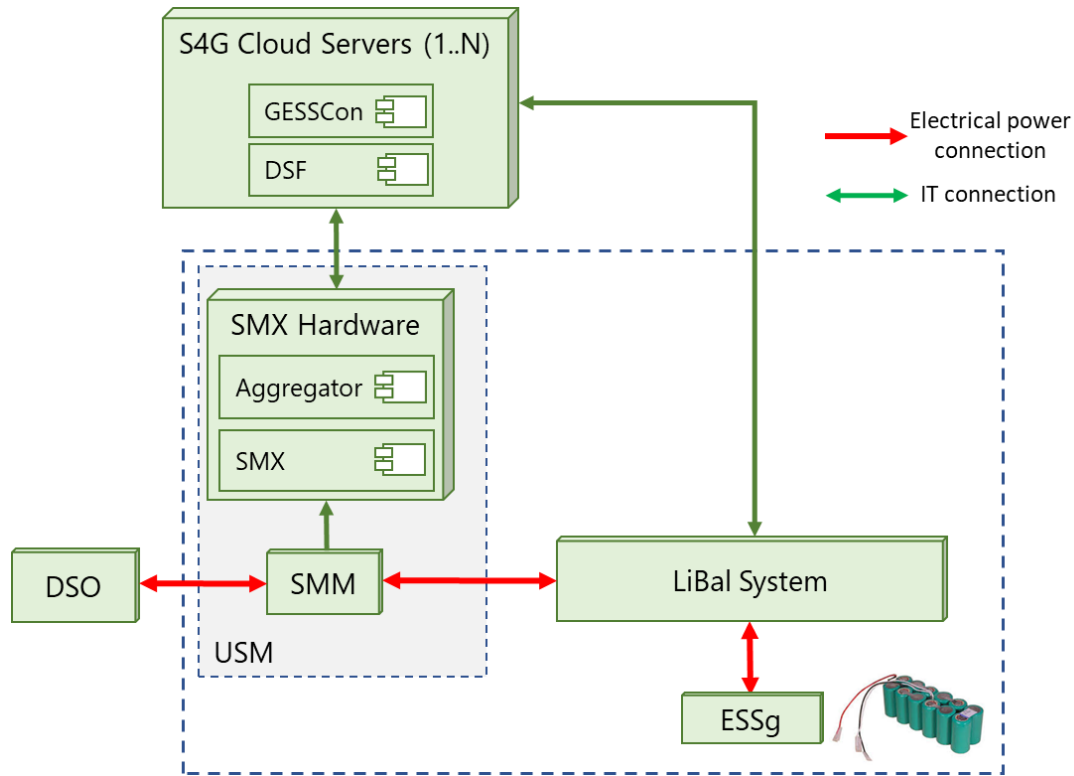 S4G Cloud Servers (1..N)
GESSCon
DSF
Electrical power
connection
IT connection
SMX Hardware
Aggregator
SMX
DSO
SMM
LiBal System
USM
ESSg